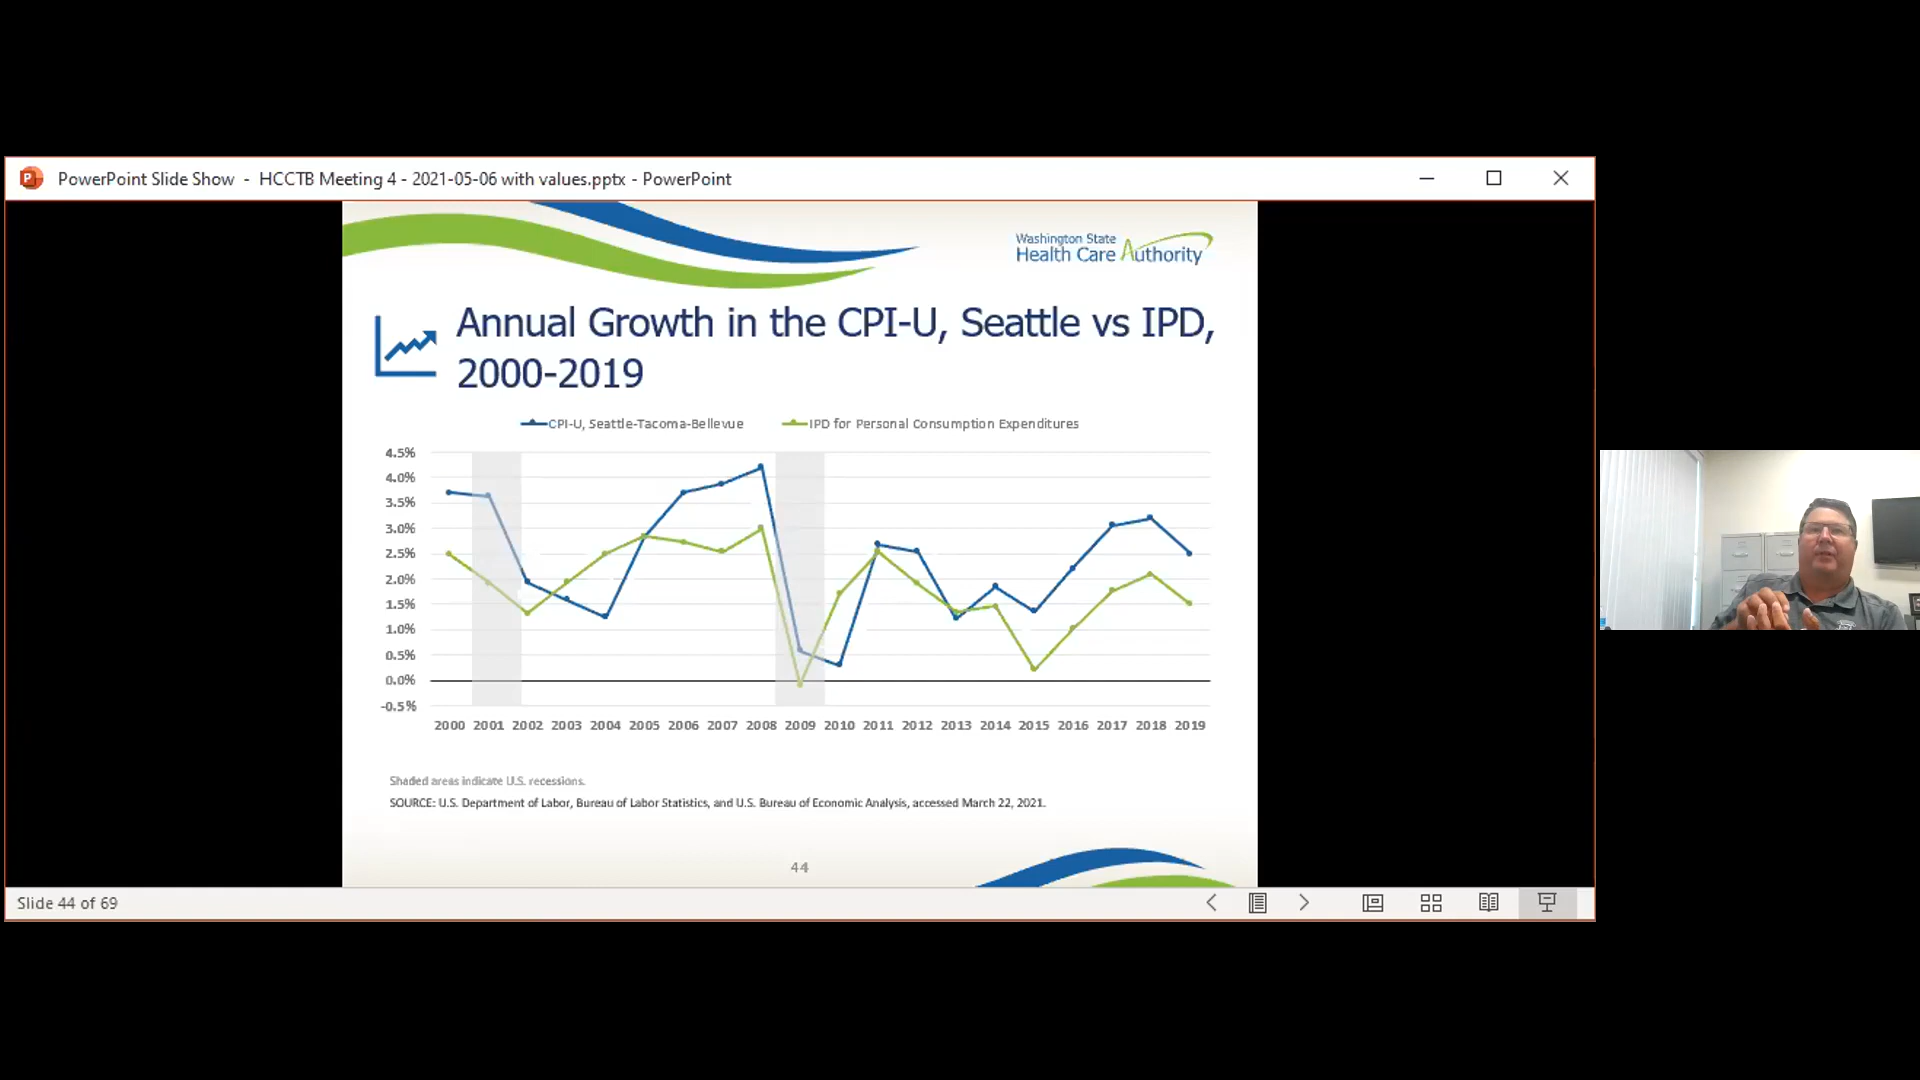 PowerPoint Slide Show - HCCTB Meeting 4 - 2021-05-06 with values.pptx - PowerPoint
Washington State
Health Care Authority
Annual Growth in the CPI-U, Seattle vs IPD,
2000-2019
CPI-U, Seattle-Tacoma-Bellevue IPD for Personal Consumption Expenditures
4.5%
4.0%
3.5%
3.0%
2.5%
2.0%
1.5%
1.0%
0.5%
0.0%
-0.5%
2000 2001 2002 2003 2004 2005 2006 2007 2008 2009 2010 2011 2012 2013 2014 2015 2016 2017 2018 2019
Shaded areas indicate U.S. recessions.
SOURCE: U.S. Department of Labor, Bureau of Labor Statistics, and U.S. Bureau of Economic Analysis, accessed March 22, 2021.
44
Slide 44 of 69